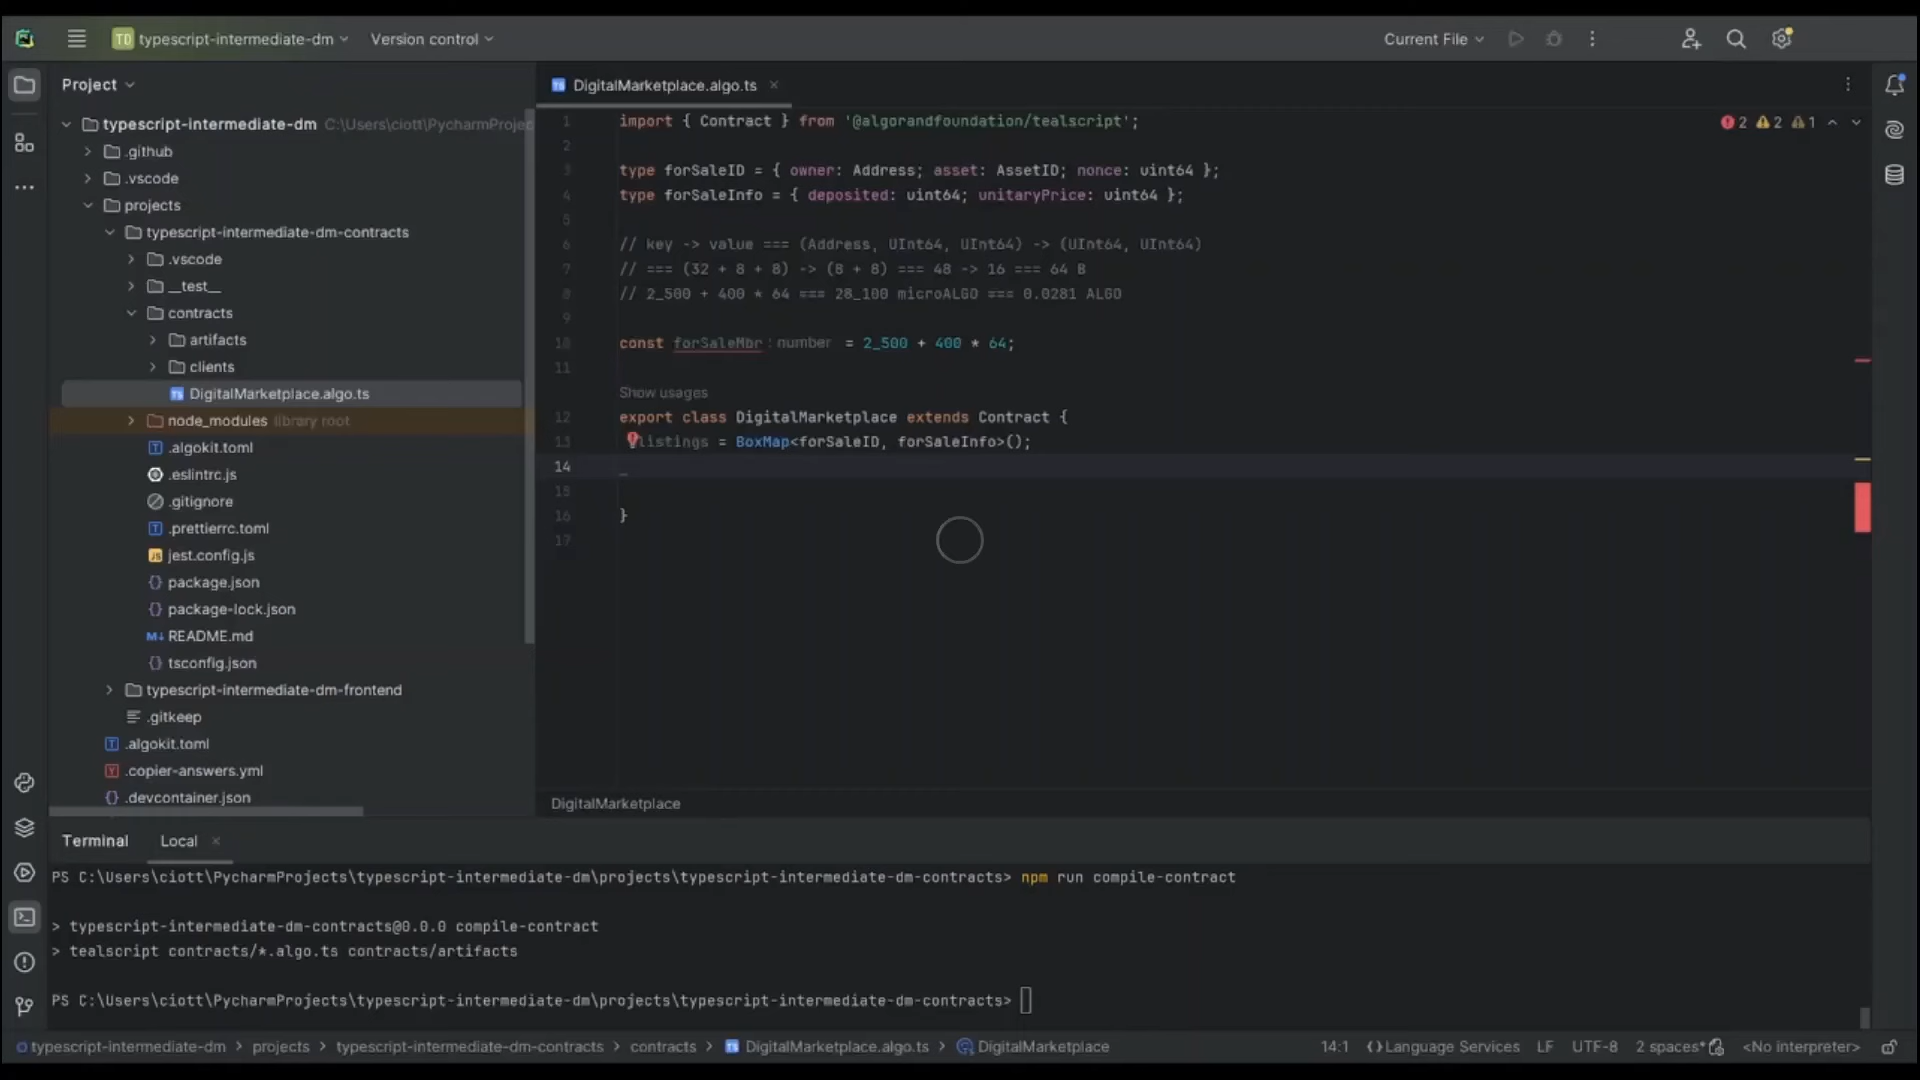 TD typescript-intermediate-dm
Version control
Current File
Project
DigitalMarketplace.algo.ts
typescript-intermediate-dm C:\Users\ciott\PycharmProjec
.github
.vscode
projects
typescript-intermediate-dm-contracts
.vscode
__test__
contracts
artifacts
clients
DigitalMarketplace.algo.ts
node_modules library root
.algokit.toml
.eslintrc.js
.gitignore
.prettierrc.toml
jest.config.js
package.json
package-lock.json
README.md
tsconfig.json
typescript-intermediate-dm-frontend
.gitkeep
.algokit.toml
.copier-answers.yml
.devcontainer.json
1 import { Contract } from '@algorandfoundation/tealscript';
2 2 1
2
3 type forSaleID = { owner: Address; asset: AssetID; nonce: uint64 };
4 type forSaleInfo = { deposited: uint64; unitaryPrice: uint64 };
5
6 // key -> value === (Address, UInt64, UInt64) -> (UInt64, UInt64)
7 // === (32 + 8 + 8) -> (8 + 8) === 48 -> 16 === 64 B
8 // 2_500 + 400 * 64 === 28_100 microALGO === 0.0281 ALGO
9
10 const forSaleMbr : number = 2_500 + 400 * 64;
11
Show usages
12 export class DigitalMarketplace extends Contract {
13 listings = BoxMap<forSaleID, forSaleInfo>();
14
15
16 }
17
DigitalMarketplace
Terminal Local
PS C:\Users\ciott\PycharmProjects\typescript-intermediate-dm\projects\typescript-intermediate-dm-contracts> npm run compile-contract
> typescript-intermediate-dm-contracts@0.0.0 compile-contract
> tealscript contracts/*.algo.ts contracts/artifacts
PS C:\Users\ciott\PycharmProjects\typescript-intermediate-dm\projects\typescript-intermediate-dm-contracts>
typescript-intermediate-dm > projects > typescript-intermediate-dm-contracts > contracts > DigitalMarketplace.algo.ts > DigitalMarketplace
14:1 {} Language Services LF UTF-8 2 spaces* <No interpreter>